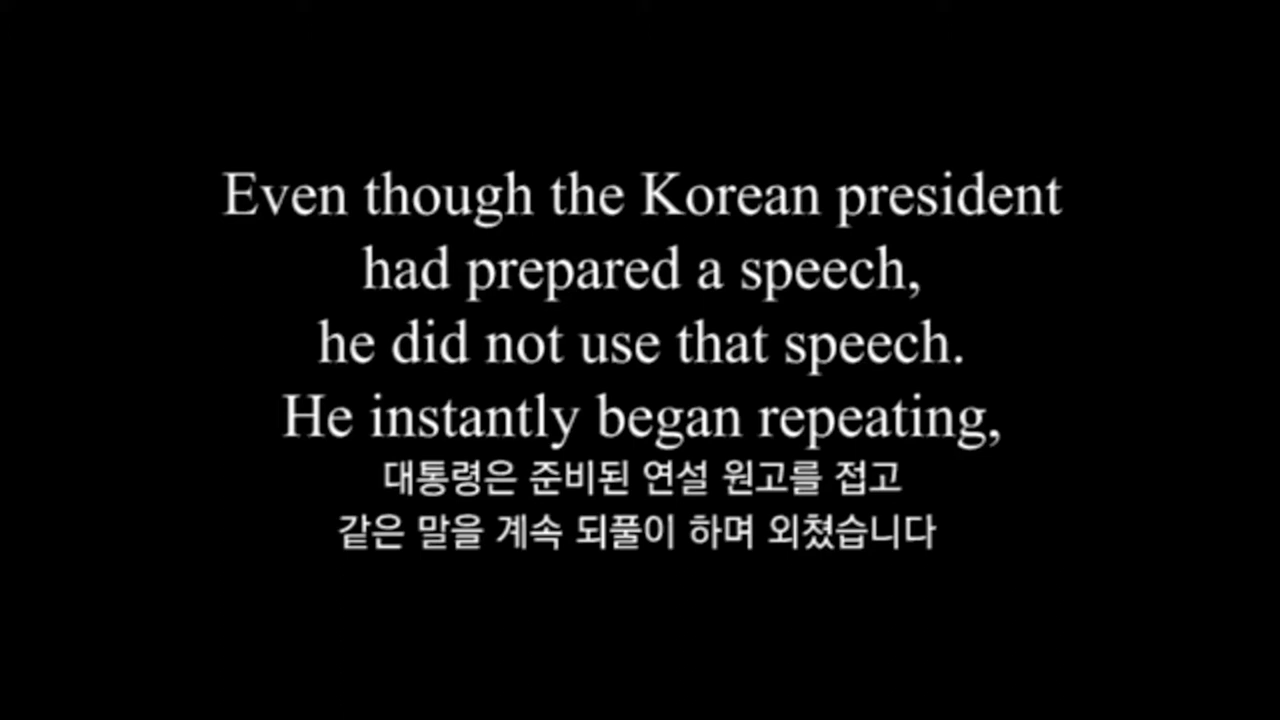 Even though the Korean president
had prepared a speech,
he did not use that speech.
He instantly began repeating,
대통령은 준비된 연설 원고를 접고
같은 말을 계속 되풀이 하며 외쳤습니다